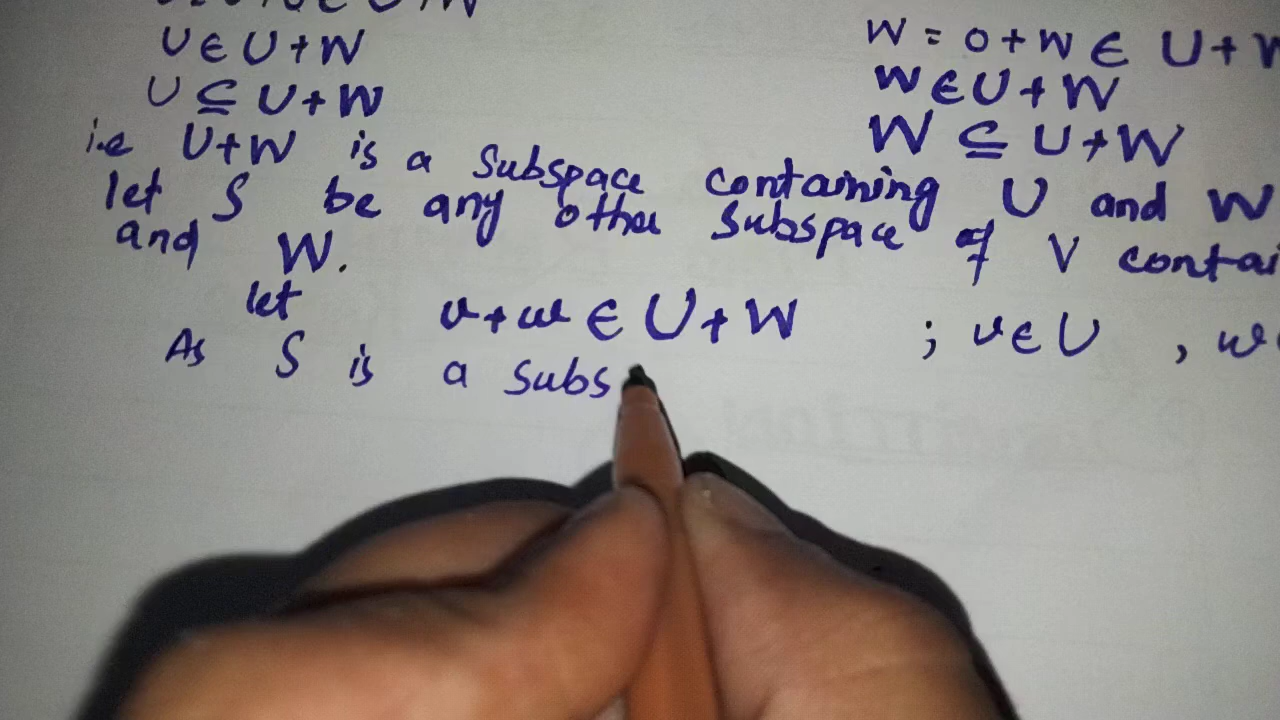 U ∈ U + W
W = 0 + W ∈ U +
U ⊆ U + W
W ∈ U + W
W ⊆ U + W
i.e U+W is a subspace containing U and W
let S be any other subspace of V contai
and W.
let u + w ∈ U + W ; u ∈ U , w
As S is a subs